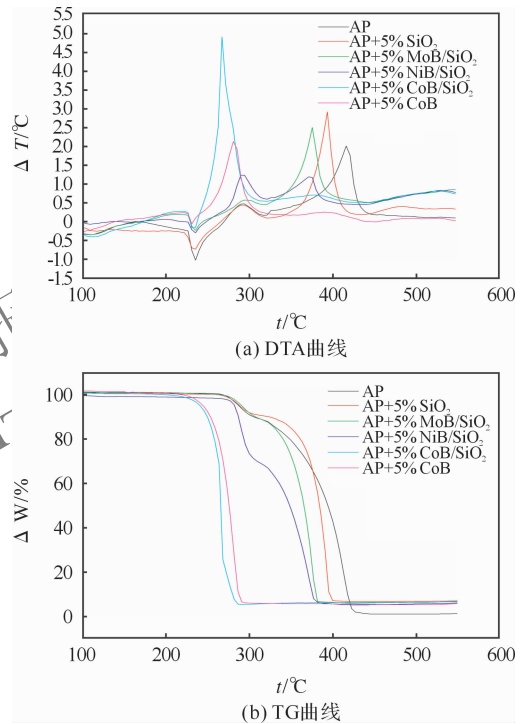 5.5
5.0
4.5
4.0
3.5
3.0
2.5
2.0
1.5
1.0
0.5
0
-0.5
-1.0
-1.5
Δ T/℃
AP
AP+5% SiO₂
AP+5% MoB/SiO₂
AP+5% NiB/SiO₂
AP+5% CoB/SiO₂
AP+5% CoB
100 200 300 400 500 600
t/℃
(a) DTA曲线
100
80
60
40
20
0
Δ W/%
AP
AP+5% SiO₂
AP+5% MoB/SiO₂
AP+5% NiB/SiO₂
AP+5% CoB/SiO₂
AP+5% CoB
100 200 300 400 500 600
t/℃
(b) TG曲线